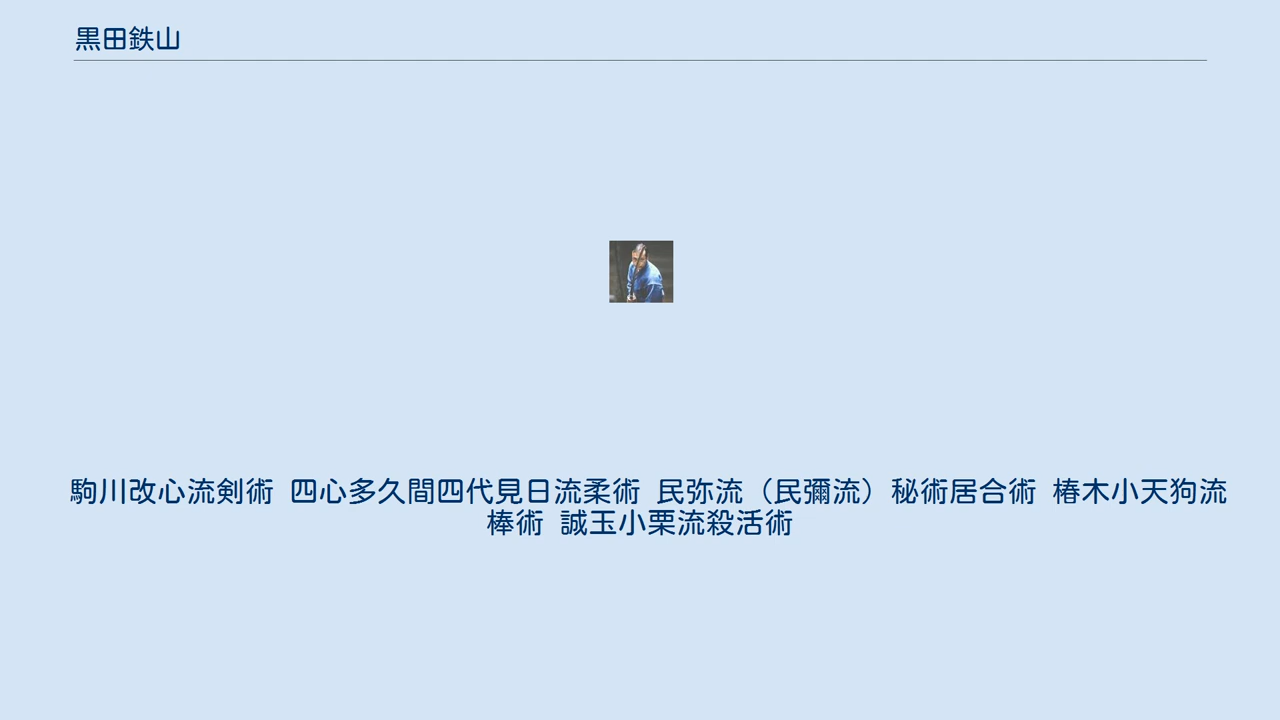 黒田鉄山
駒川改心流剣術 四心多久間四代見日流柔術 民弥流（民彌流）秘術居合術 椿木小天狗流
棒術 誠玉小栗流殺活術